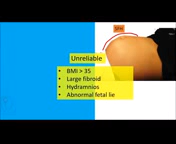 Unreliable
• BMI > 35
• Large fibroid
• Hydramnios
• Abnormal fetal lie